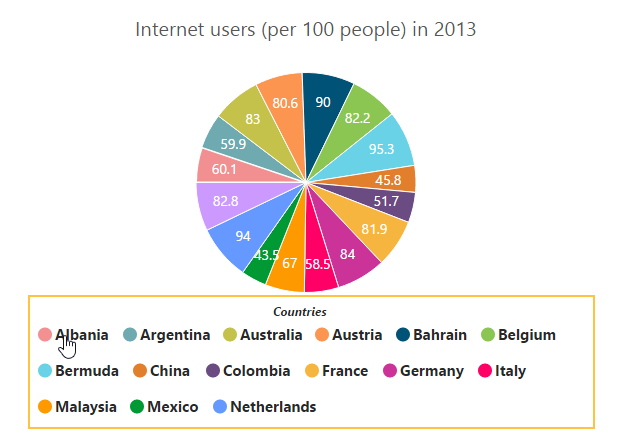 Internet users (per 100 people) in 2013
80.6 90
83 82.2
59.9 95.3
60.1 45.8
82.8 51.7
94 81.9
43.5 67 58.5 84
Countries
Albania Argentina Australia Austria Bahrain Belgium
Bermuda China Colombia France Germany Italy
Malaysia Mexico Netherlands